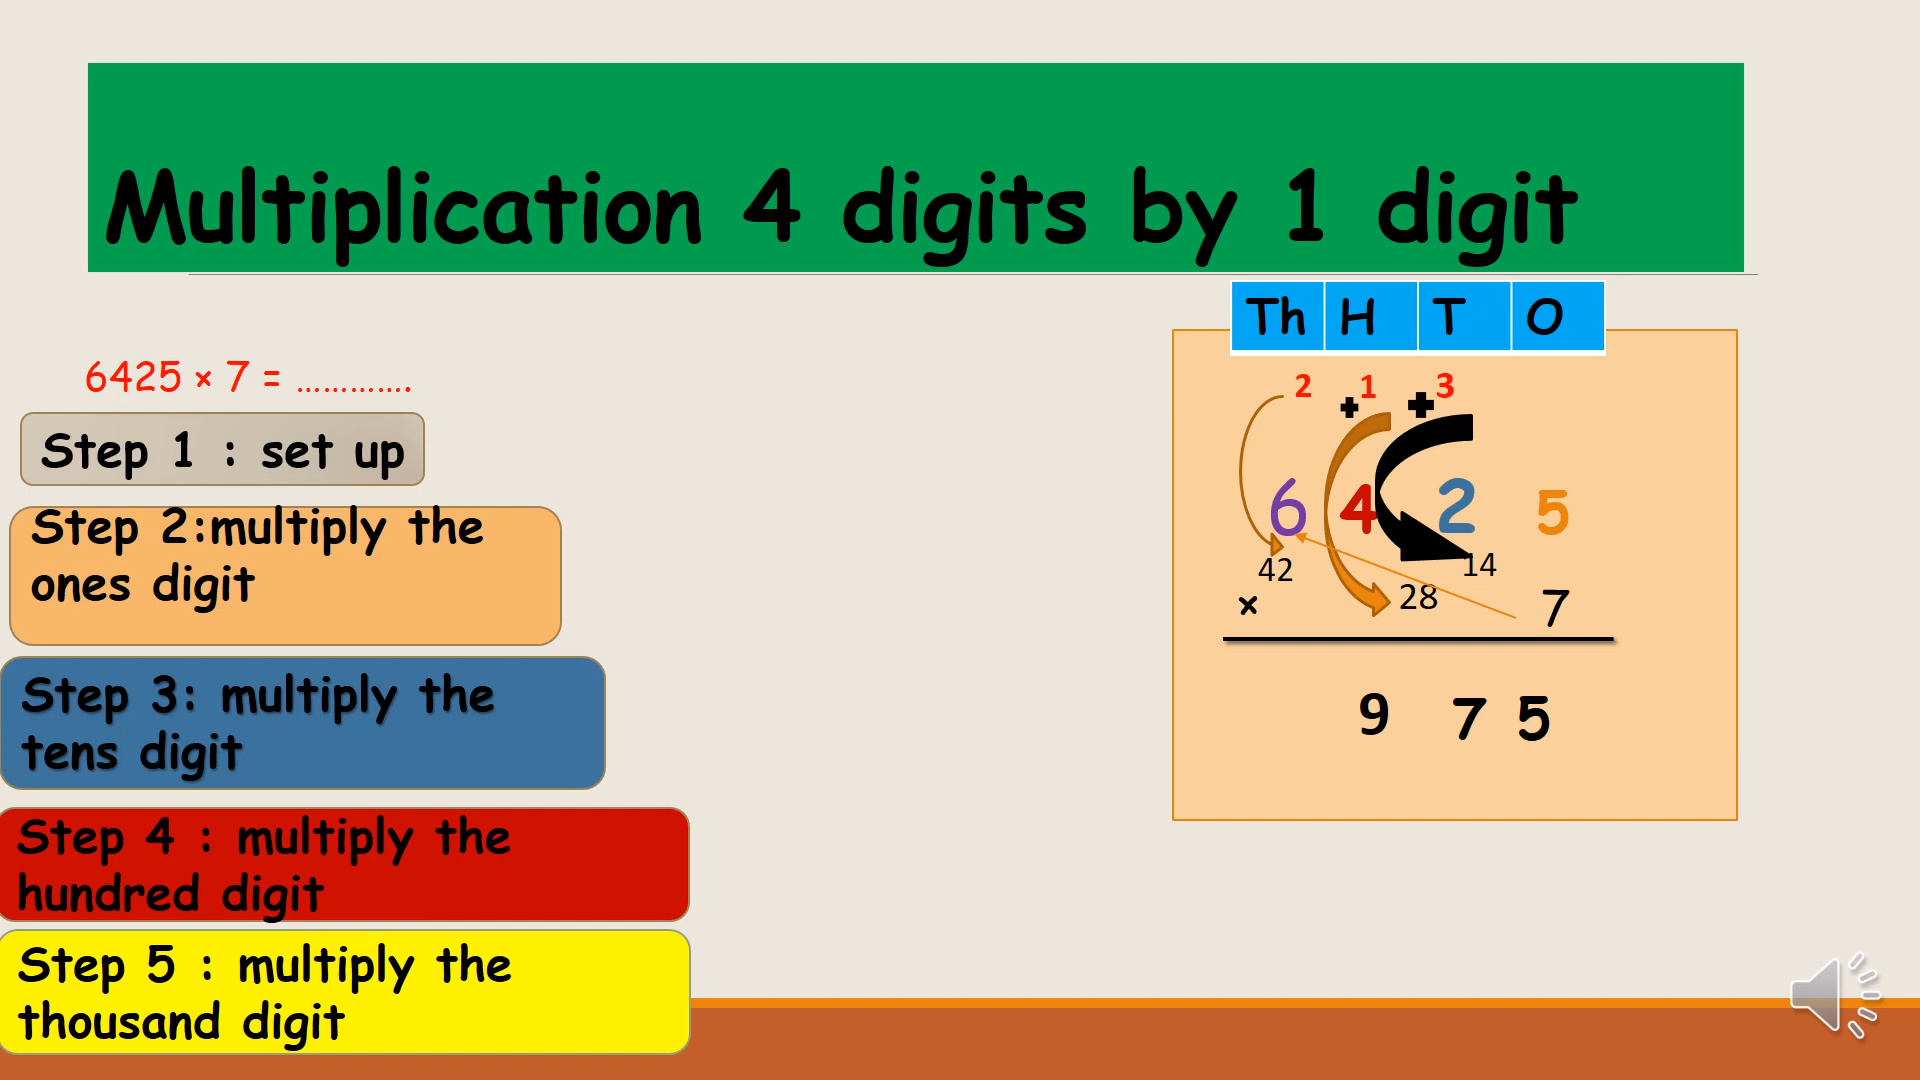 Multiplication 4 digits by 1 digit
Th H T O
6425 × 7 = ………….
Step 1 : set up
Step 2:multiply the
ones digit
Step 3: multiply the
tens digit
Step 4 : multiply the
hundred digit
Step 5 : multiply the
thousand digit
2 +1 +3
6 4 2 5
42 28 14
× 7
9 7 5